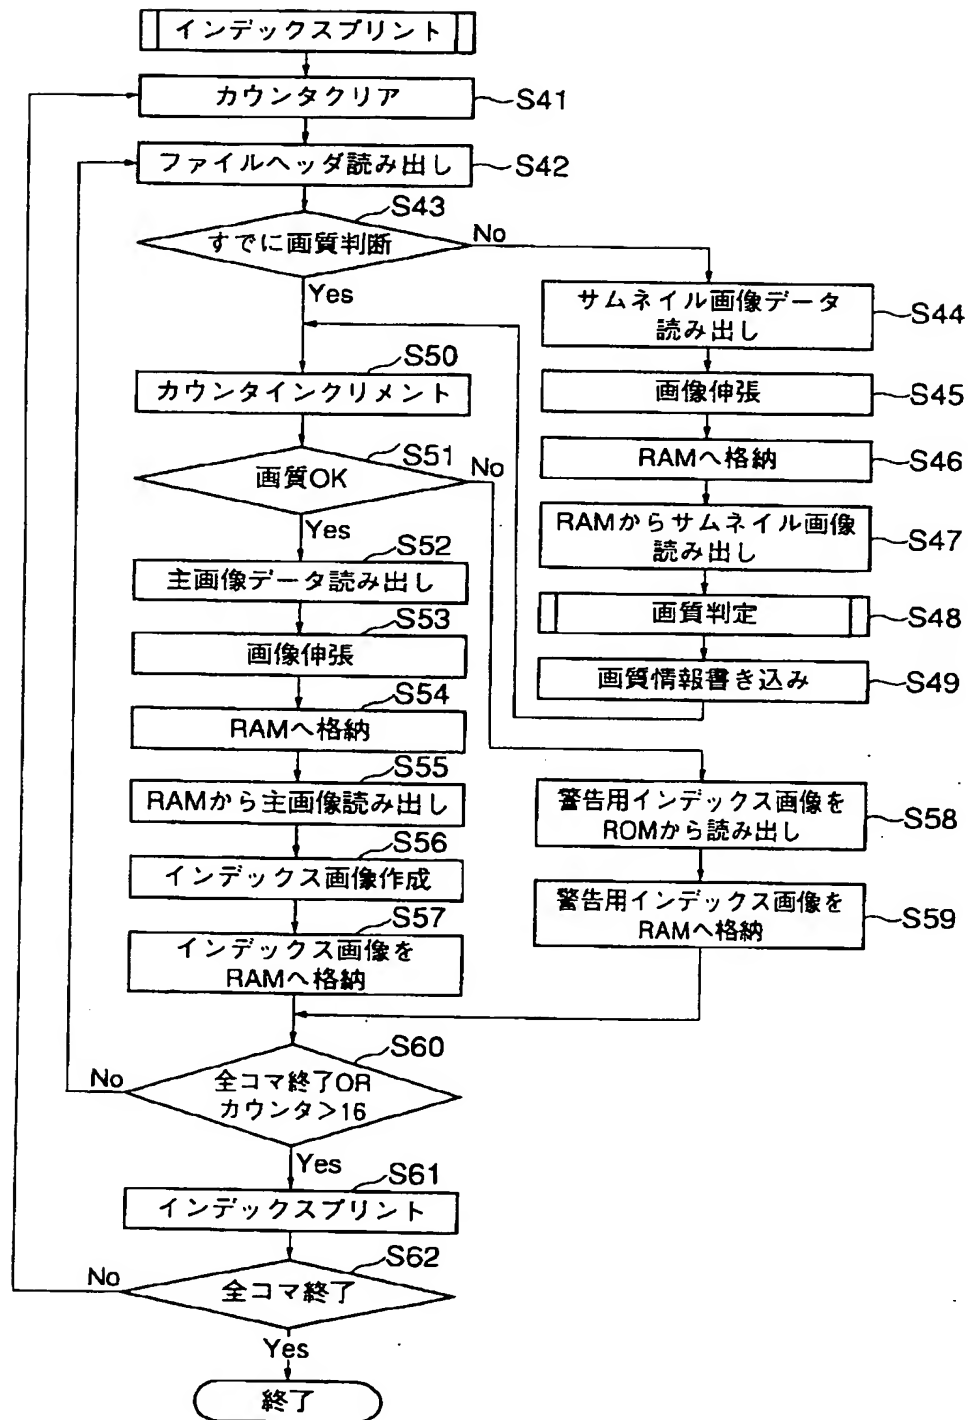 インデックスプリント
カウンタクリア
S41
ファイルヘッダ読み出し
S42
S43
すでに画質判断
No
Yes
サムネイル画像データ
読み出し
S44
画像伸張
S45
RAMへ格納
S46
RAMからサムネイル画像
読み出し
S47
画質判定
S48
画質情報書き込み
S49
S50
カウンタインクリメント
S51
画質OK
No
Yes
S52
主画像データ読み出し
S53
画像伸張
S54
RAMへ格納
S55
RAMから主画像読み出し
S56
インデックス画像作成
S57
インデックス画像を
RAMへ格納
警告用インデックス画像を
ROMから読み出し
S58
警告用インデックス画像を
RAMへ格納
S59
S60
全コマ終了OR
カウンタ>16
No
Yes
S61
インデックスプリント
S62
全コマ終了
No
Yes
終了